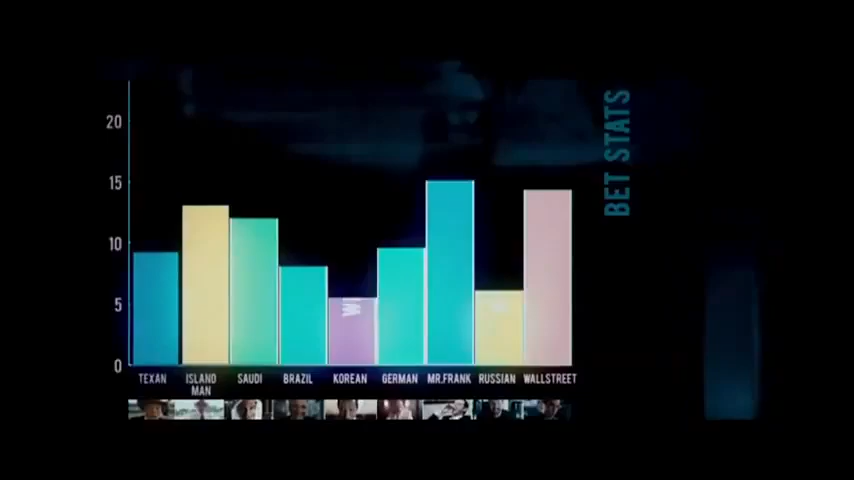 BET STATS
20
15
10
5
0
TEXAN
ISLAND
MAN
SAUDI
BRAZIL
KOREAN
GERMAN
MR.FRANK
RUSSIAN
WALLSTREET